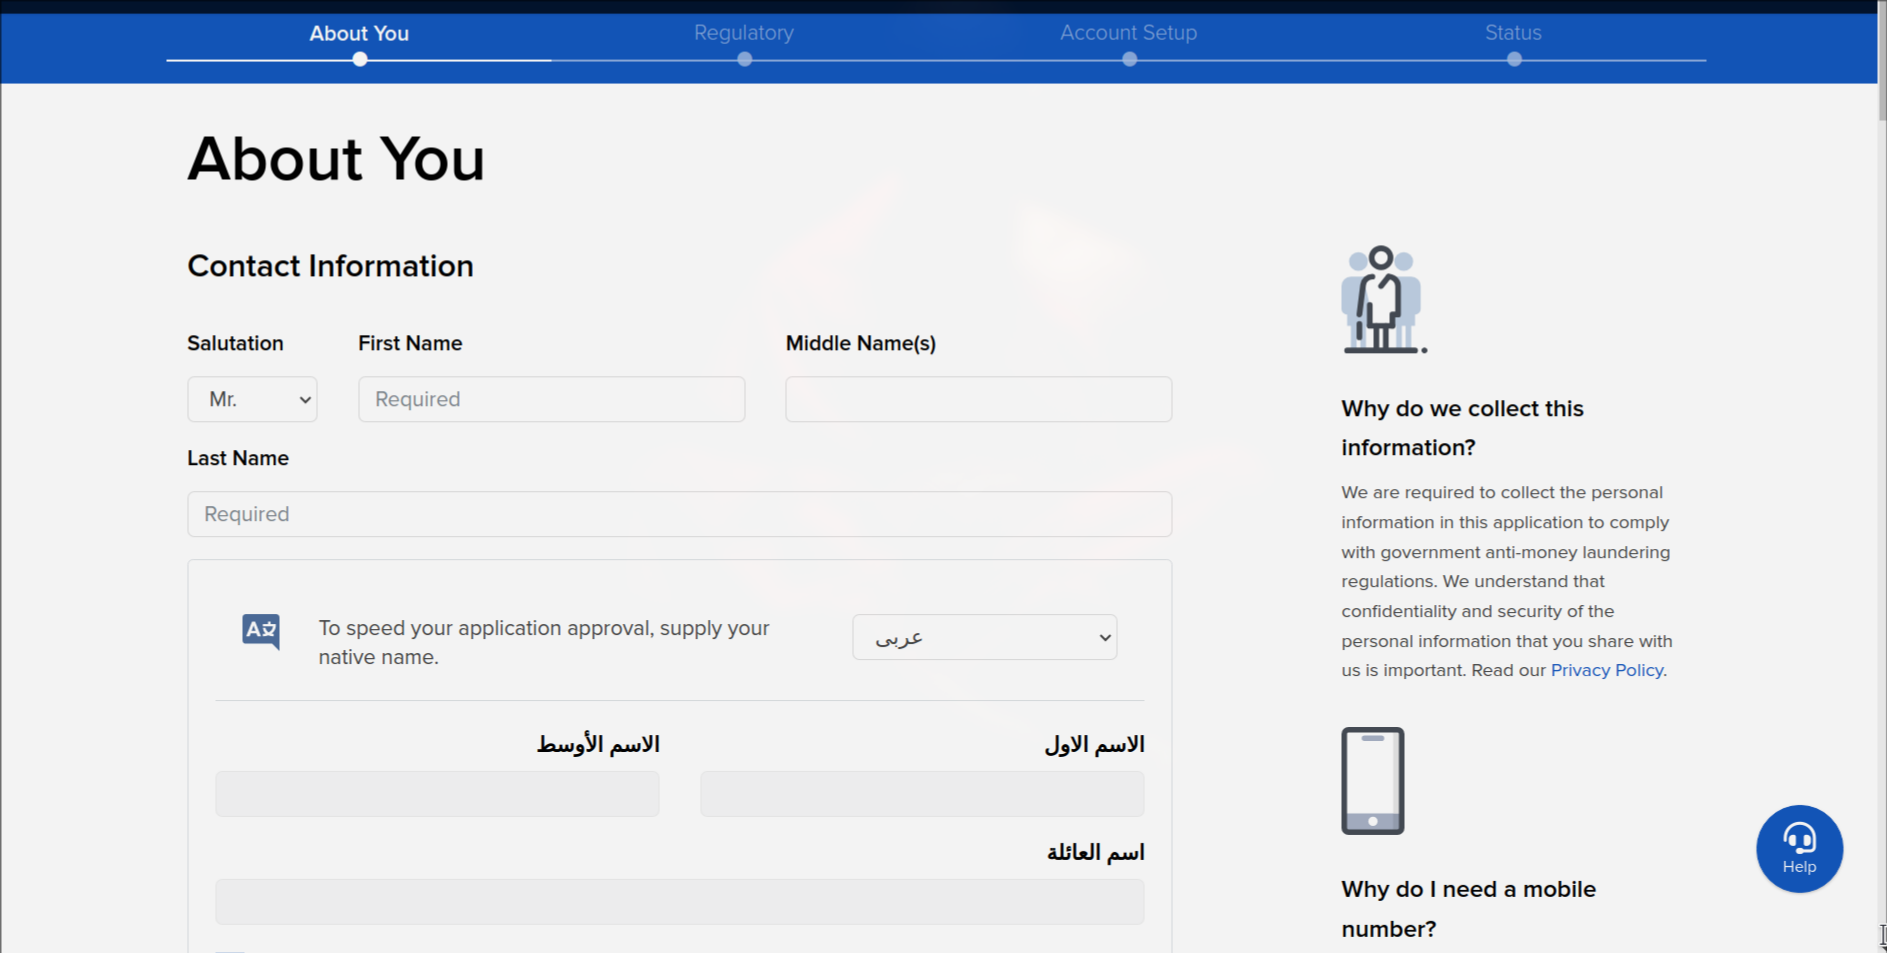 About You
Regulatory
Account Setup
Status
About You
Contact Information
Salutation
First Name
Middle Name(s)
Mr.
Required
Last Name
Required
To speed your application approval, supply your
native name.
عربى
الاسم الاول
الاسم الأوسط
اسم العائلة
Why do we collect this
information?
We are required to collect the personal
information in this application to comply
with government anti-money laundering
regulations. We understand that
confidentiality and security of the
personal information that you share with
us is important. Read our Privacy Policy.
Why do I need a mobile
number?
Help